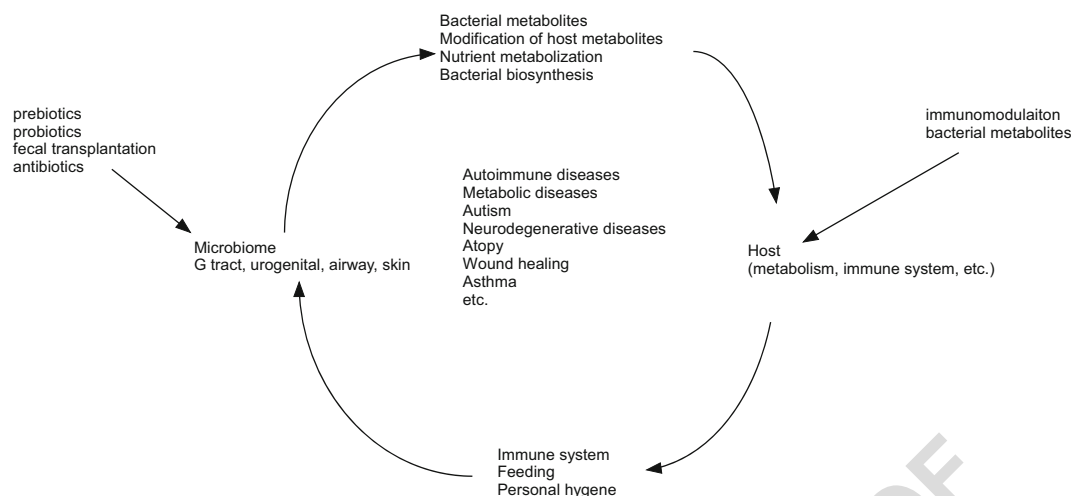 Bacterial metabolites
Modification of host metabolites
Nutrient metabolization
Bacterial biosynthesis
prebiotics
probiotics
fecal transplantation
antibiotics
immunomodulaiton
bacterial metabolites
Autoimmune diseases
Metabolic diseases
Autism
Neurodegenerative diseases
Atopy
Wound healing
Asthma
etc.
Microbiome
G tract, urogenital, airway, skin
Host
(metabolism, immune system, etc.)
Immune system
Feeding
Personal hygene
OF